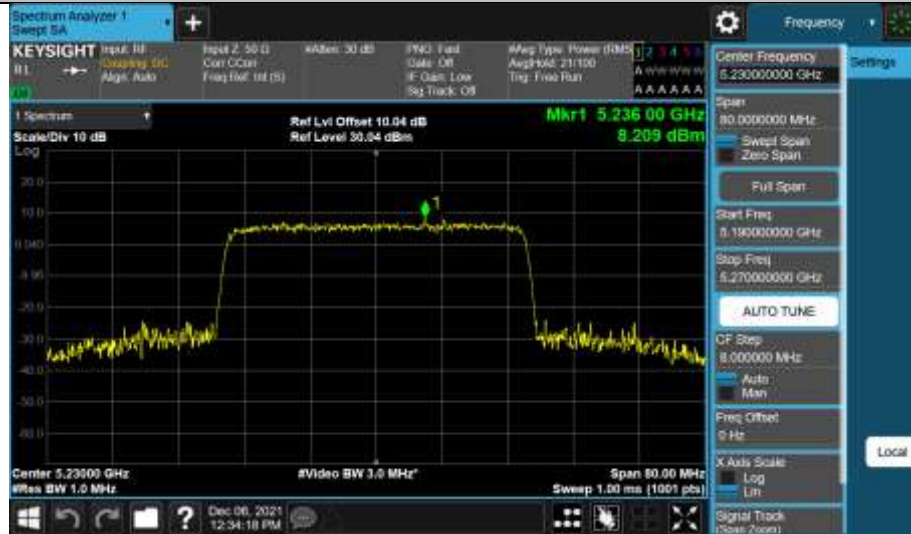 Spectrum Analyzer 1
Swept SA
Frequency
KEYSIGHT
Input: RF
Coupling: DC
Align: Auto
Input Z: 50 Ω
Corr CCorr
Freq Ref: Int (S)
#Atten: 30 dB
PNO: Fast
Gate: Off
IF Gain: Low
Sig Track: Off
#Avg Type: Power (RMS)
Avg|Hold: 21/100
Trig: Free Run
1 2 3 4 5 6
A W W W W W
A A A A A A
1 Spectrum
Scale/Div 10 dB
Log
Ref Lvl Offset 10.04 dB
Ref Level 30.04 dBm
Mkr1 5.236 00 GHz
8.209 dBm
20.0
10.0
0.040
-9.96
-20.0
-30.0
-40.0
-50.0
-60.0
1
Center 5.23000 GHz
#Res BW 1.0 MHz
#Video BW 3.0 MHz*
Span 80.00 MHz
Sweep 1.00 ms (1001 pts)
Dec 06, 2021
12:34:18 PM
Center Frequency
5.230000000 GHz
Span
80.0000000 MHz
Swept Span
Zero Span
Full Span
Start Freq
5.190000000 GHz
Stop Freq
5.270000000 GHz
AUTO TUNE
CF Step
8.000000 MHz
Auto
Man
Freq Offset
0 Hz
X Axis Scale
Log
Lin
Signal Track
(Span Zoom)
Settings
Local